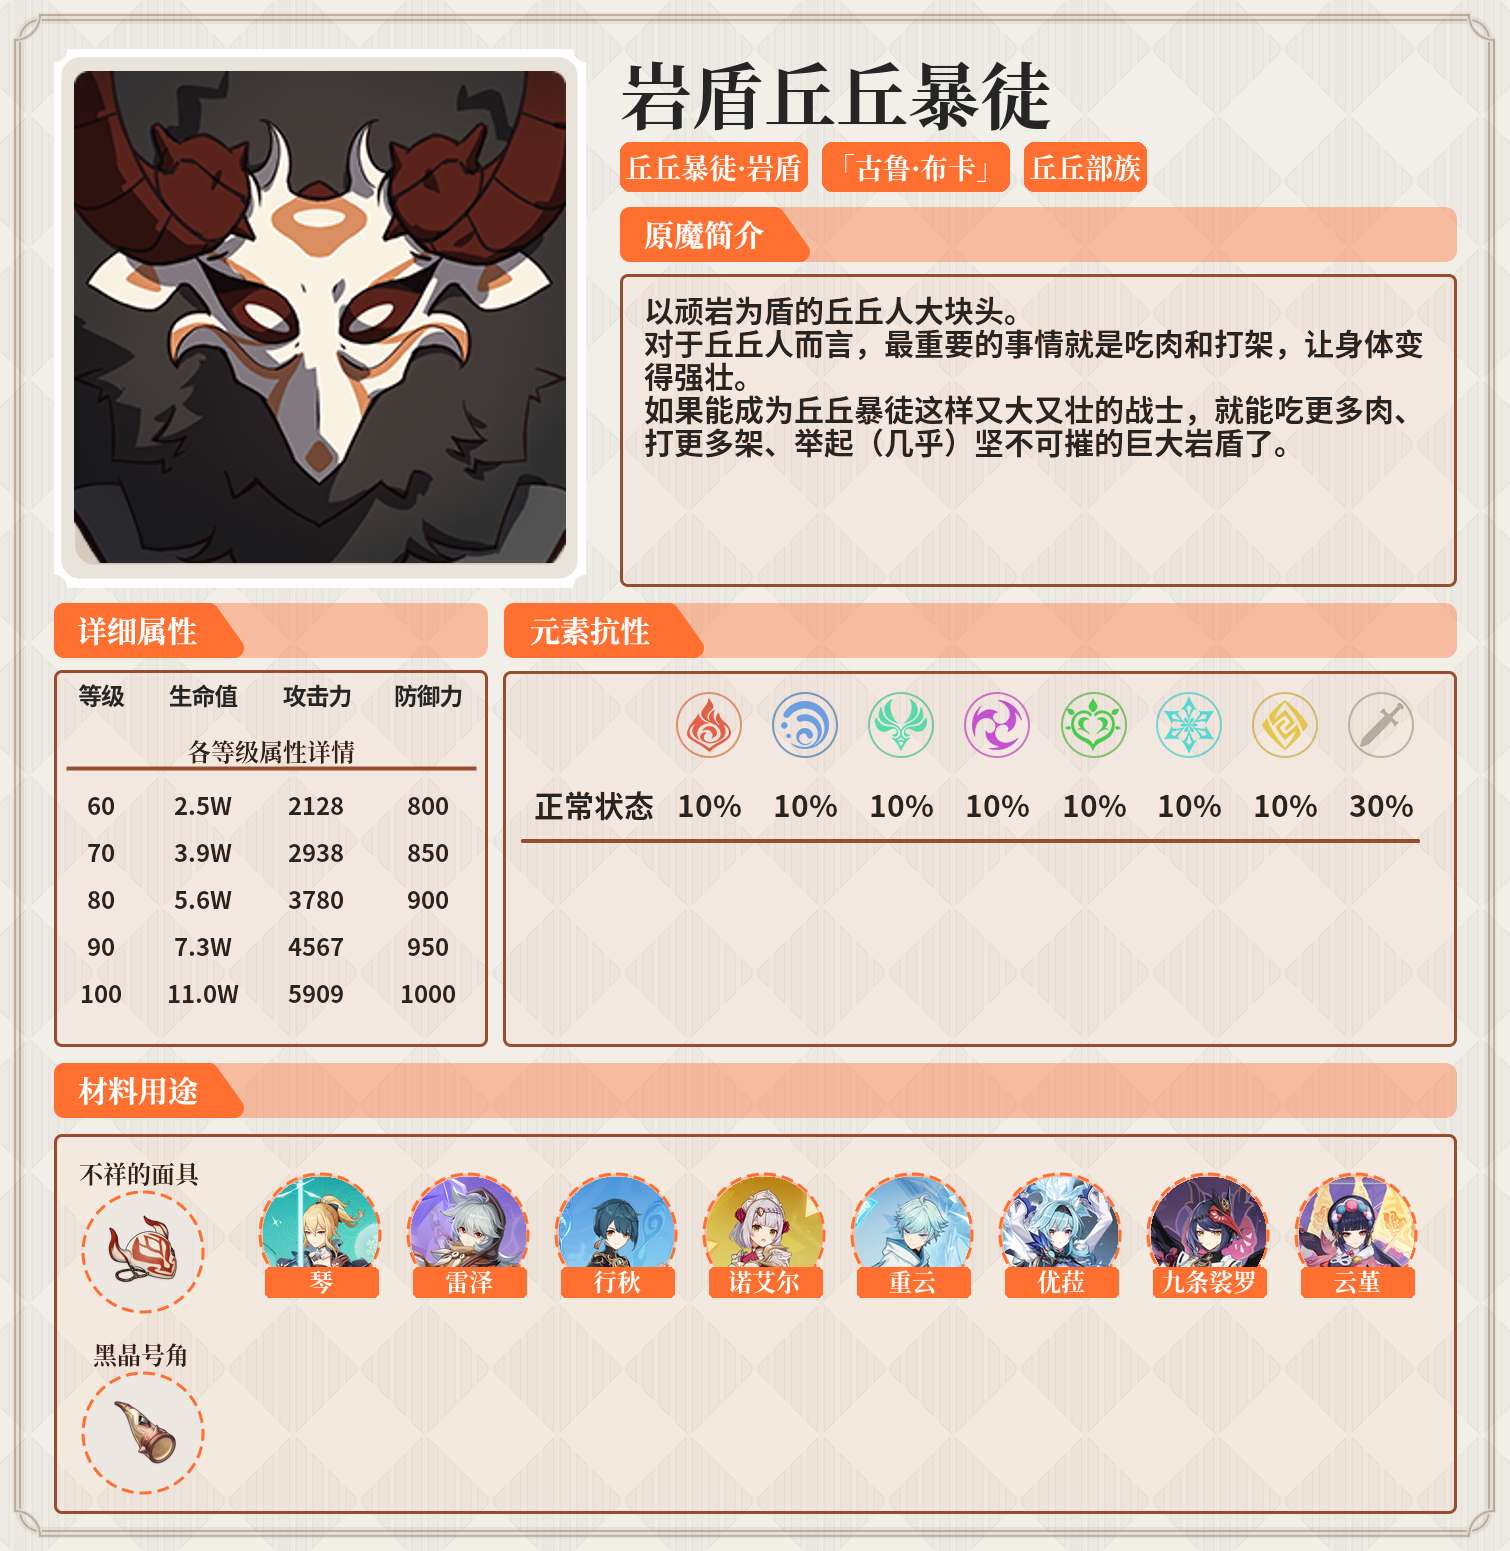 岩盾丘丘暴徒
丘丘暴徒·岩盾 「古鲁·布卡」 丘丘部族
原魔简介
以顽岩为盾的丘丘人大块头。
对于丘丘人而言，最重要的事情就是吃肉和打架，让身体变
得强壮。
如果能成为丘丘暴徒这样又大又壮的战士，就能吃更多肉、
打更多架、举起（几乎）坚不可摧的巨大岩盾了。
详细属性
等级 生命值 攻击力 防御力
各等级属性详情
60 2.5W 2128 800
70 3.9W 2938 850
80 5.6W 3780 900
90 7.3W 4567 950
100 11.0W 5909 1000
元素抗性
正常状态 10% 10% 10% 10% 10% 10% 10% 30%
材料用途
不祥的面具
琴 雷泽 行秋 诺艾尔 重云 优菈 九条裟罗 云堇
黑晶号角